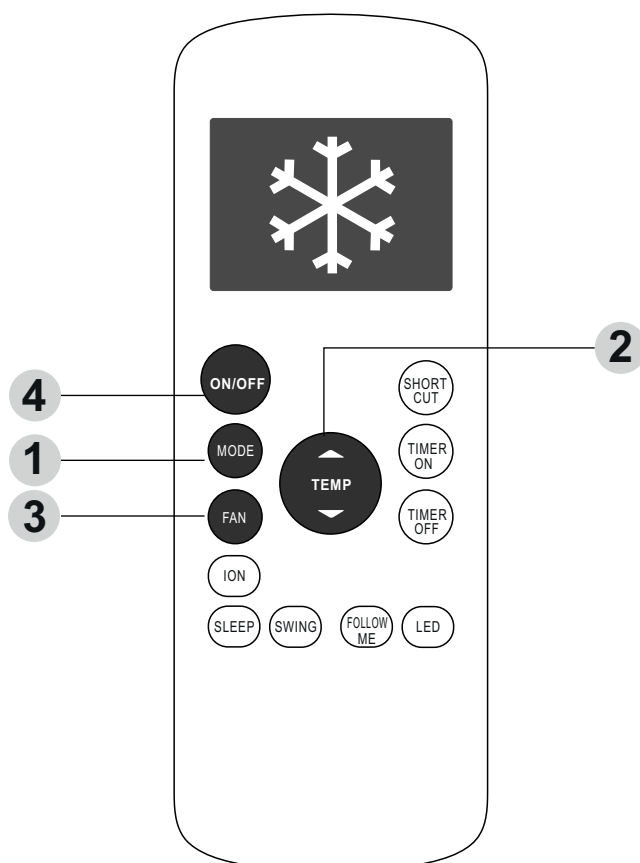 2
ON/OFF
SHORT
CUT
4
MODE
TIMER
ON
1
TEMP
3
FAN
TIMER
OFF
ION
SLEEP
SWING
FOLLOW
ME
LED